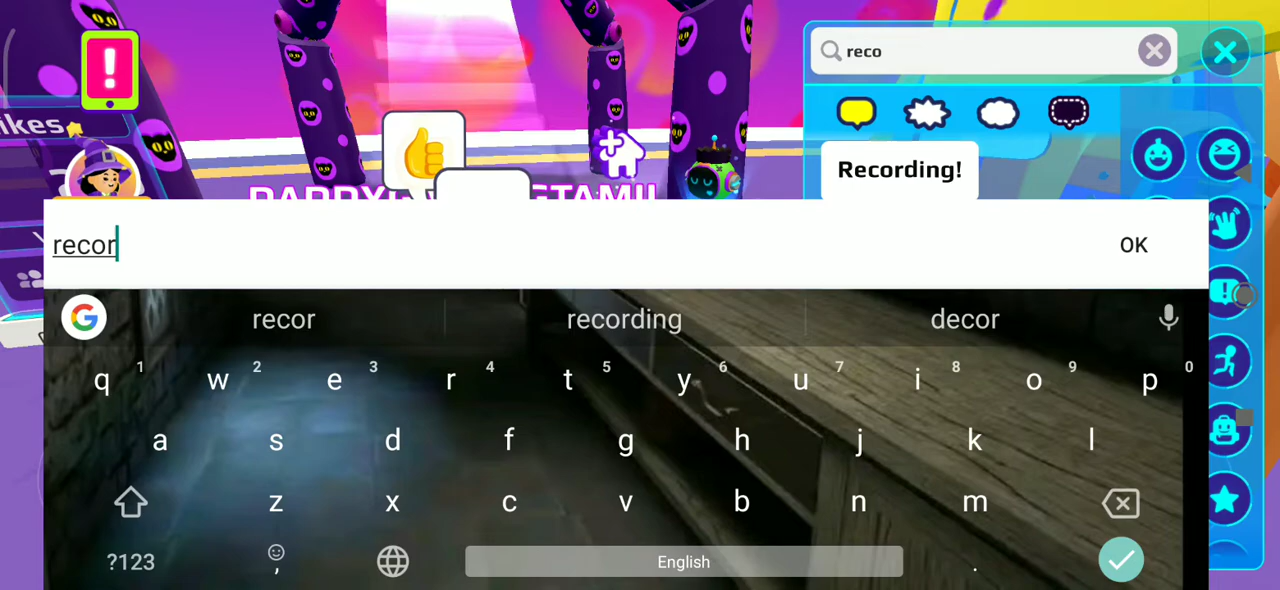 reco
ikes
Recording!
recor
OK
recor
recording
decor
1 2 3 4 5 6 7 8 9 0
q w e r t y u i o p
a s d f g h j k l
z x c v b n m
?123 , English .